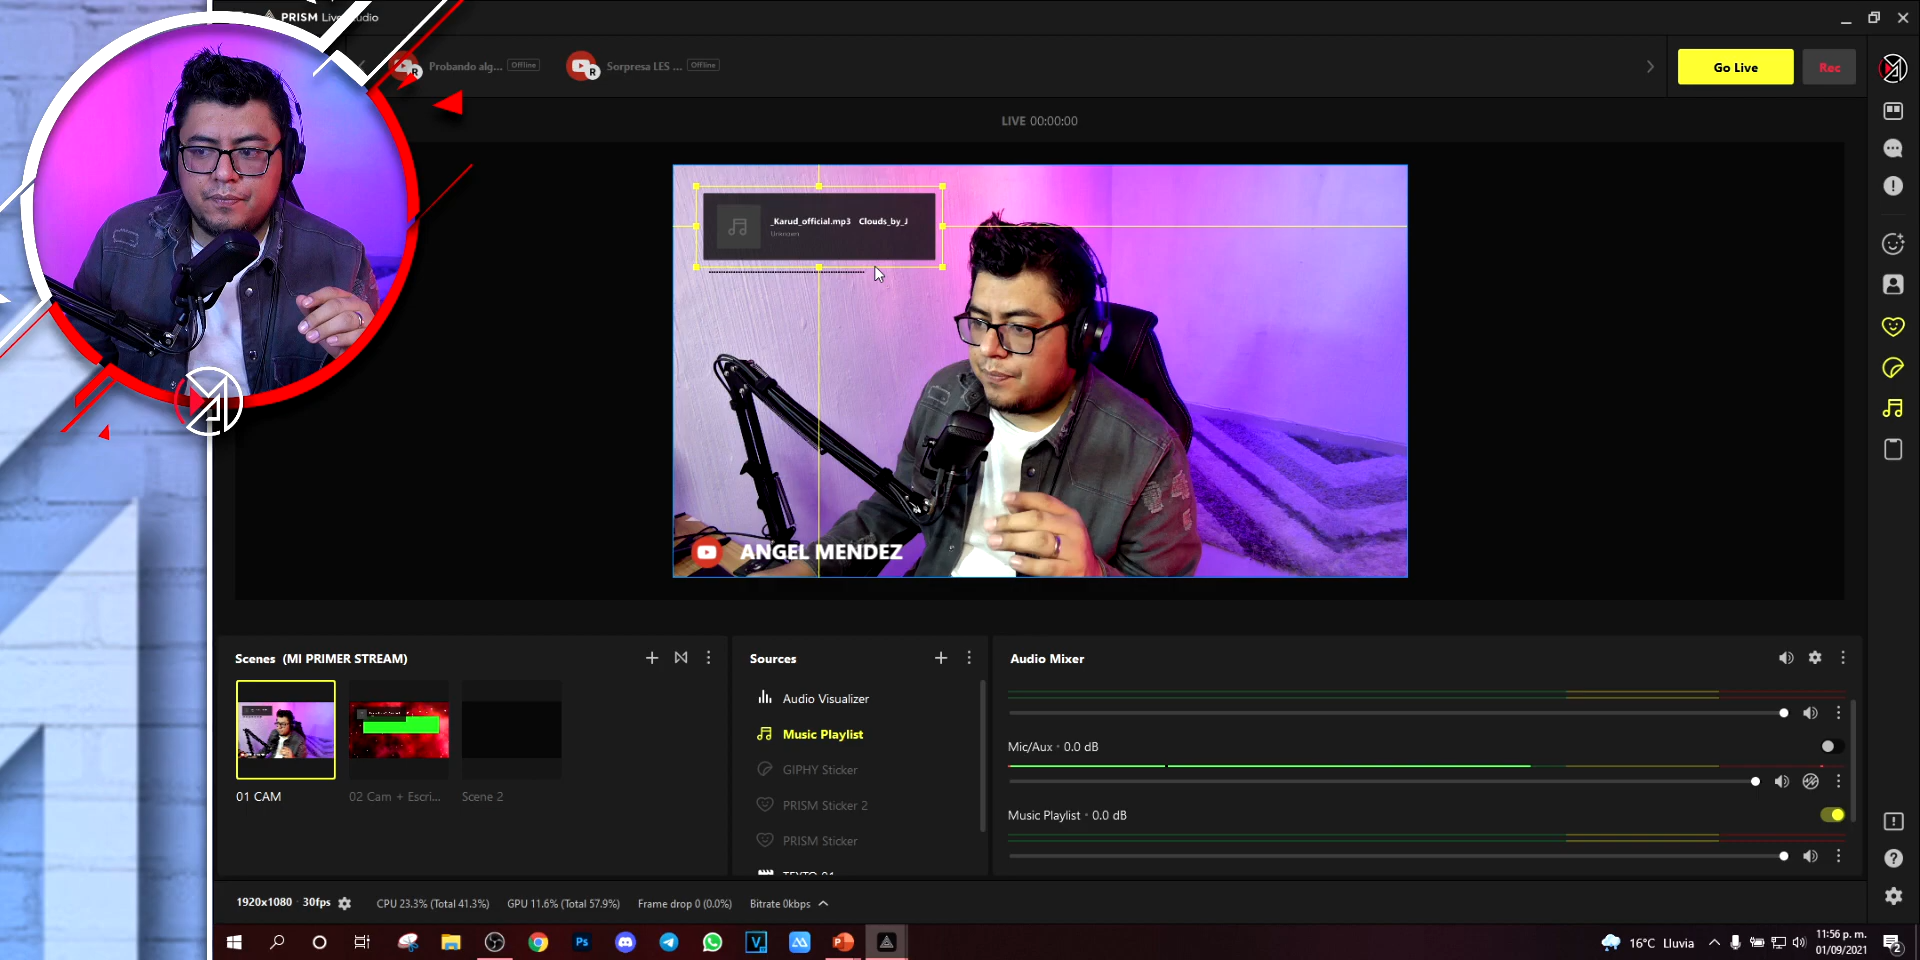 PRISM Live Studio
Probando alg... Offline
Sorpresa LES ... Offline
Go Live
Rec
LIVE 00:00:00
_Karud_official.mp3 Clouds_by_J
Unknown
ANGEL MENDEZ
Scenes (MI PRIMER STREAM)
01 CAM
02 Cam + Escri...
Scene 2
Sources
Audio Visualizer
Music Playlist
GIPHY Sticker
PRISM Sticker 2
PRISM Sticker
TEXTO 01
Audio Mixer
Mic/Aux · 0.0 dB
Music Playlist · 0.0 dB
1920x1080 · 30fps
CPU 23.3% (Total 41.3%)
GPU 11.6% (Total 57.9%)
Frame drop 0 (0.0%)
Bitrate 0kbps
16°C Lluvia
11:56 p. m.
01/09/2021
2